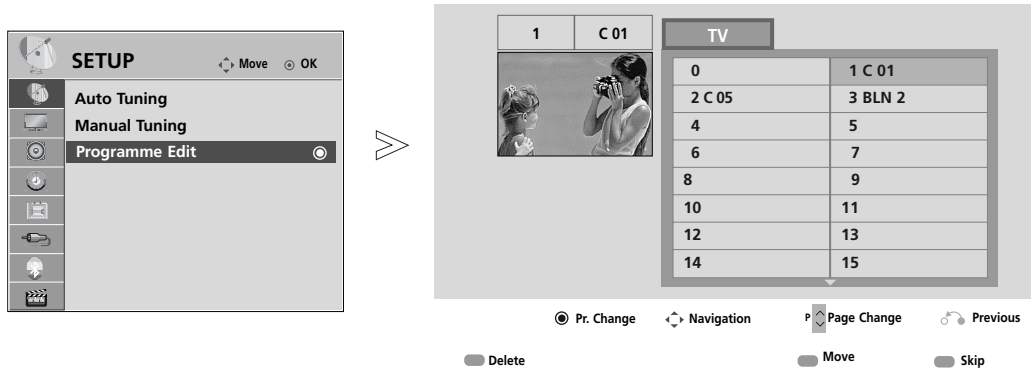 SETUP
Move OK
Auto Tuning
Manual Tuning
Programme Edit
1 C 01
TV
0 1 C 01
2 C 05 3 BLN 2
4 5
6 7
8 9
10 11
12 13
14 15
Pr. Change Navigation P Page Change Previous
Delete Move Skip